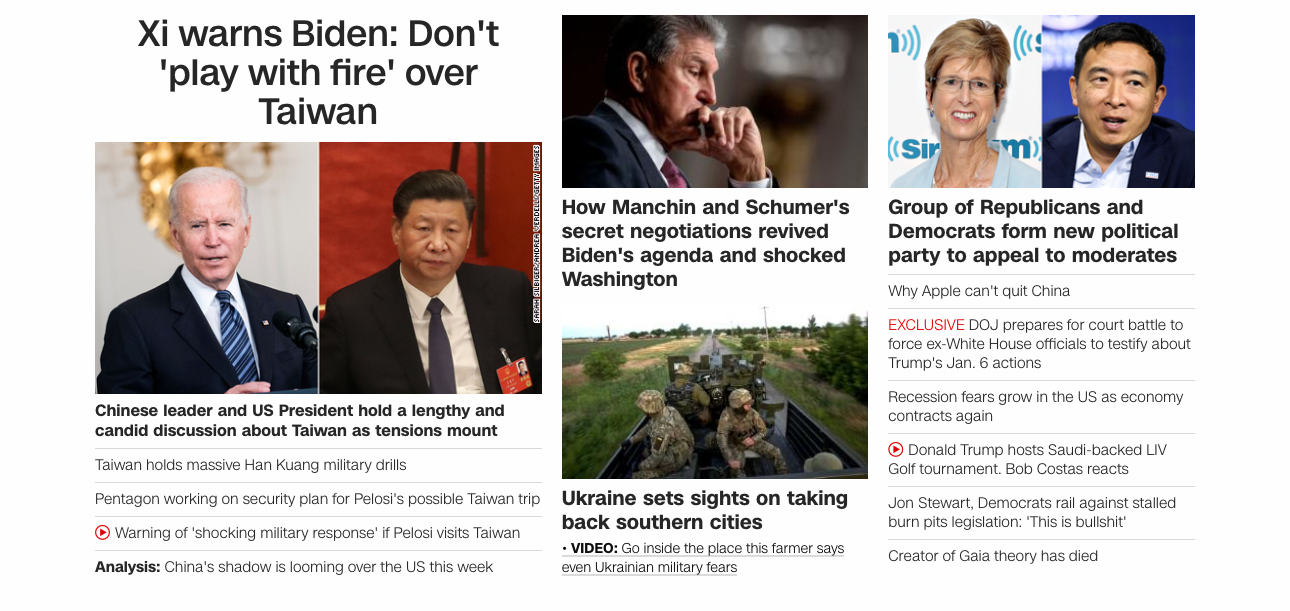 Xi warns Biden: Don't
'play with fire' over
Taiwan
SARAH SILBIGER/ANDREA VERDELLI/GETTY IMAGES
Chinese leader and US President hold a lengthy and
candid discussion about Taiwan as tensions mount
Taiwan holds massive Han Kuang military drills
Pentagon working on security plan for Pelosi's possible Taiwan trip
Warning of 'shocking military response' if Pelosi visits Taiwan
Analysis: China's shadow is looming over the US this week
How Manchin and Schumer's
secret negotiations revived
Biden's agenda and shocked
Washington
Ukraine sets sights on taking
back southern cities
• VIDEO: Go inside the place this farmer says
even Ukrainian military fears
Group of Republicans and
Democrats form new political
party to appeal to moderates
Why Apple can't quit China
EXCLUSIVE DOJ prepares for court battle to
force ex-White House officials to testify about
Trump's Jan. 6 actions
Recession fears grow in the US as economy
contracts again
Donald Trump hosts Saudi-backed LIV
Golf tournament. Bob Costas reacts
Jon Stewart, Democrats rail against stalled
burn pits legislation: 'This is bullshit'
Creator of Gaia theory has died